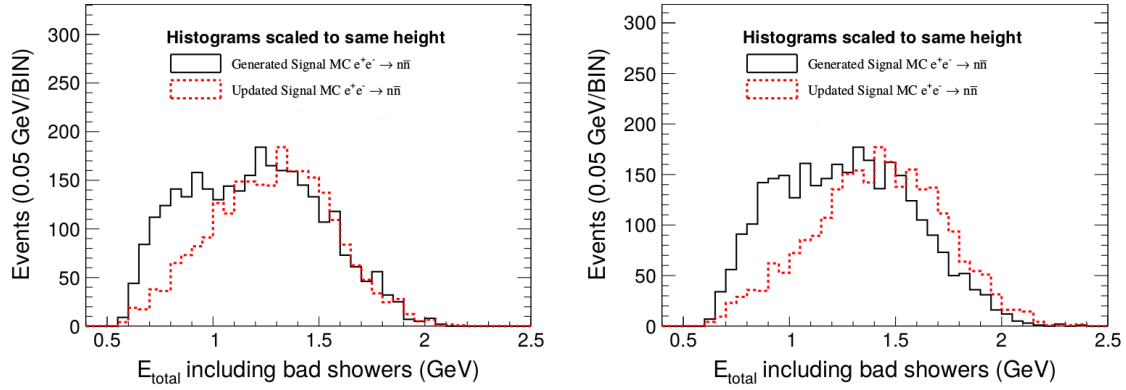 Events (0.05 GeV/BIN)
300
250
200
150
100
50
0
Histograms scaled to same height
Generated Signal MC e⁺e⁻ → nn̅
Updated Signal MC e⁺e⁻ → nn̅
0.5 1 1.5 2 2.5
E_total including bad showers (GeV)
Events (0.05 GeV/BIN)
300
250
200
150
100
50
0
Histograms scaled to same height
Generated Signal MC e⁺e⁻ → nn̅
Updated Signal MC e⁺e⁻ → nn̅
0.5 1 1.5 2 2.5
E_total including bad showers (GeV)